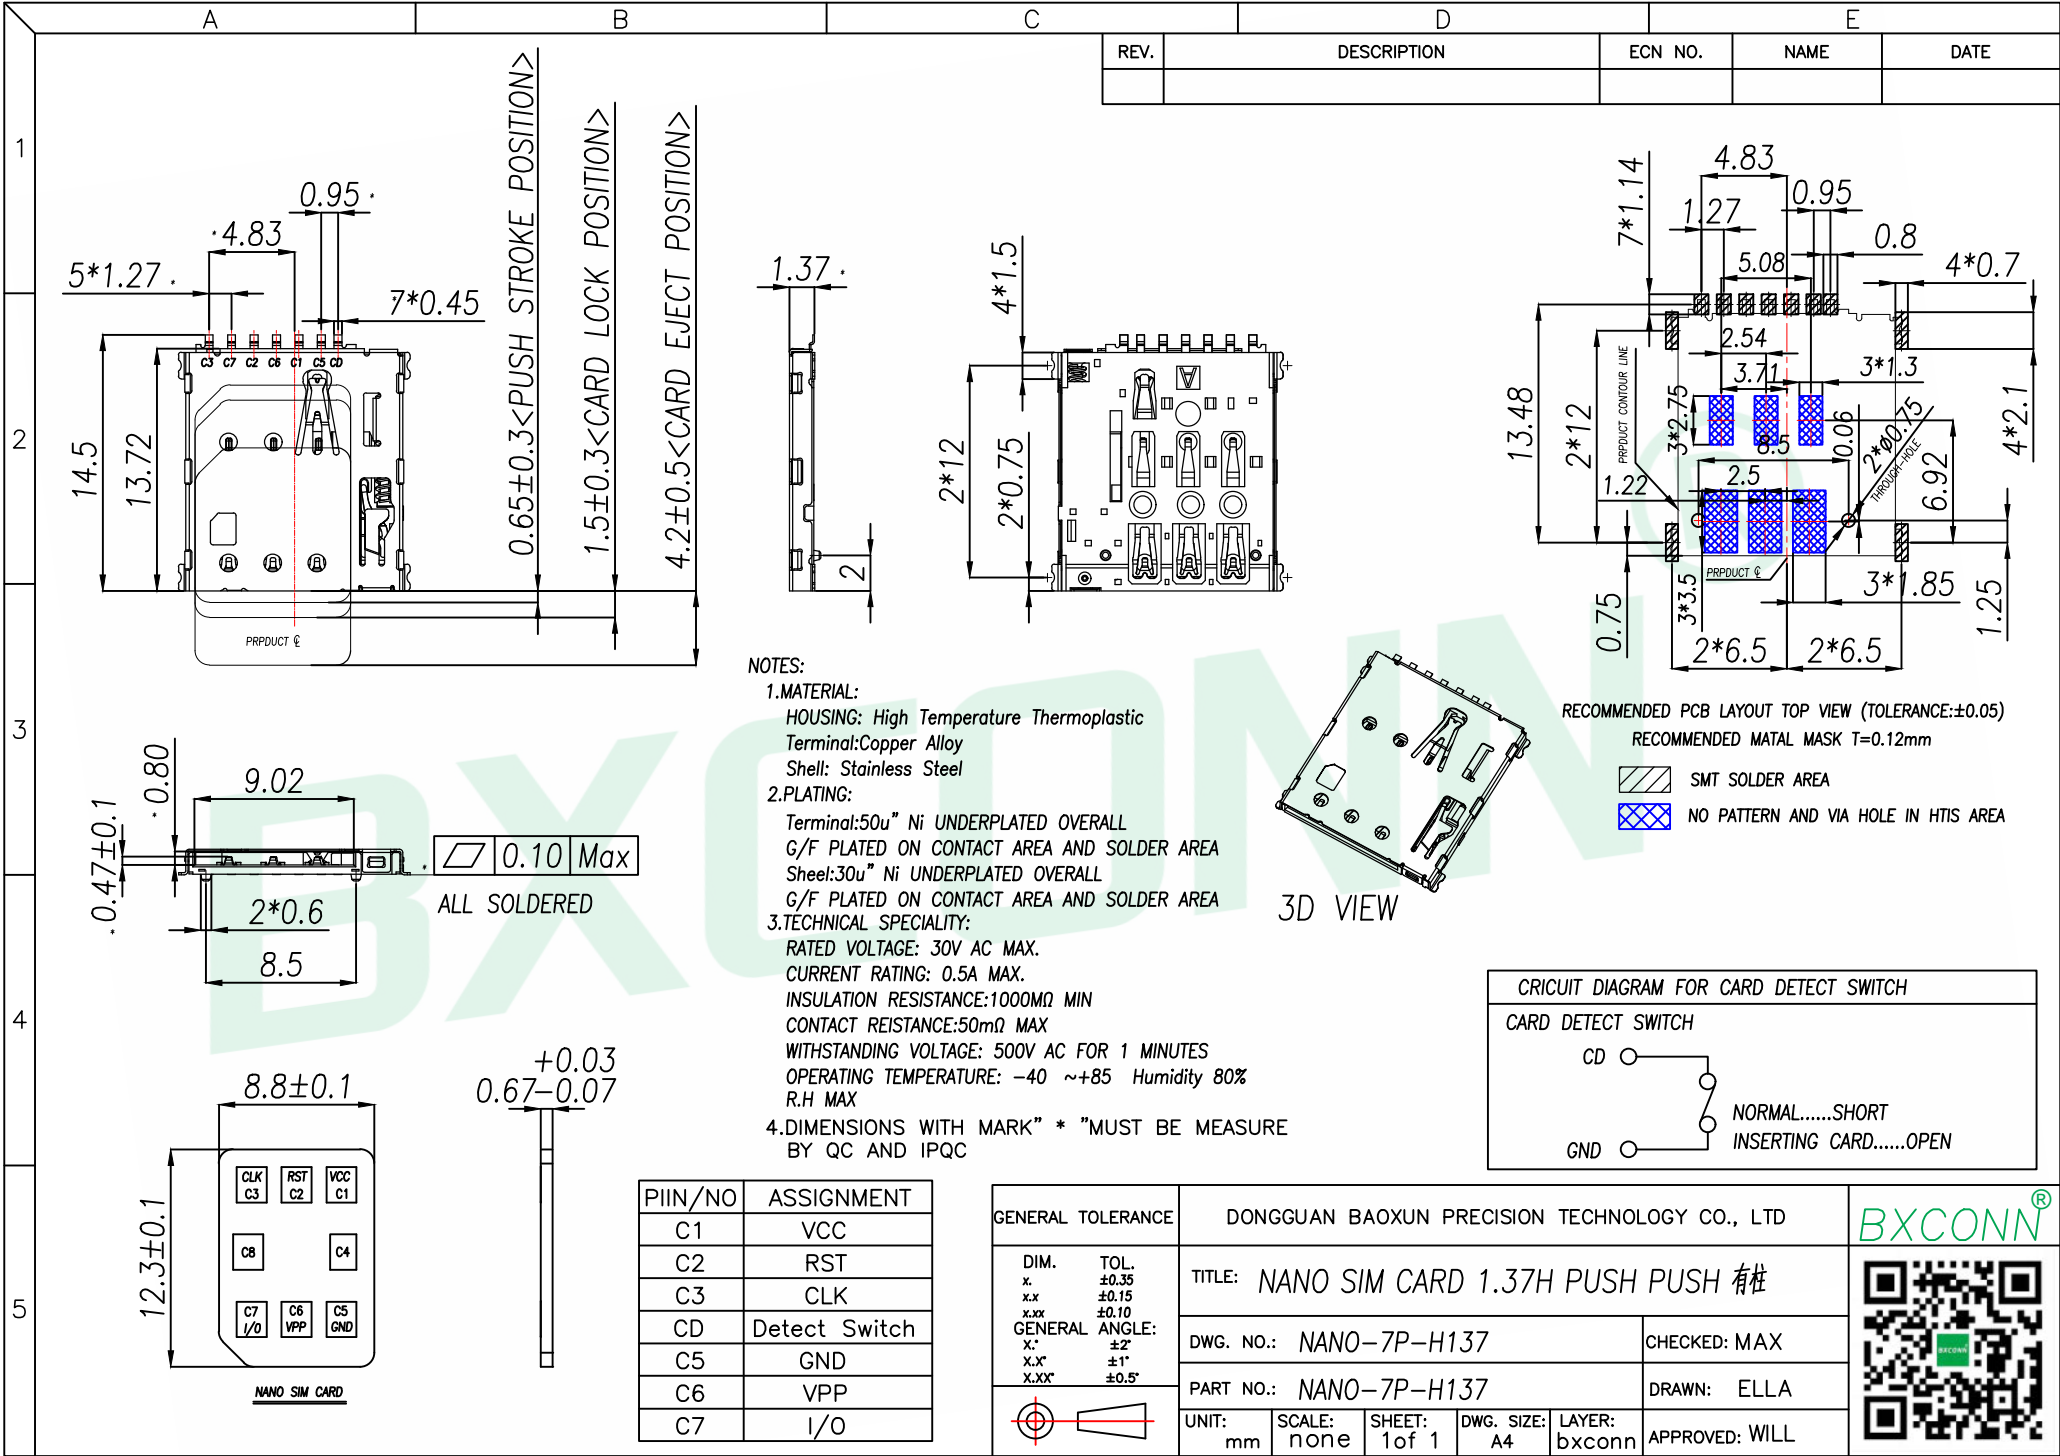 A B C D E
REV. DESCRIPTION ECN NO. NAME DATE
1
2
3
4
5
0.95 *
*4.83
5*1.27 *
*7*0.45
14.5
13.72
C3 C7 C2 C6 C1 C5 CD
PRPDUCT ℄
0.65±0.3<PUSH STROKE POSITION>
1.5±0.3<CARD LOCK POSITION>
4.2±0.5<CARD EJECT POSITION>
1.37 *
2
4*1.5
2*12
2*0.75
A
4.83
7*1.14
0.95
1.27
0.8
5.08
4*0.7
2.54
3.71
3*1.3
13.48
2*12
PRPDUCT CONTOUR LINE
3*2.75
8.5
0.06
2*Ø0.75
THROUGH-HOLE
4*2.1
6.92
1.22
2.5
PRPDUCT ℄
3*3.5
3*1.85
0.75
1.25
2*6.5 2*6.5
RECOMMENDED PCB LAYOUT TOP VIEW (TOLERANCE:±0.05)
RECOMMENDED MATAL MASK T=0.12mm
SMT SOLDER AREA
NO PATTERN AND VIA HOLE IN HTIS AREA
BXCONN
®
NOTES:
1.MATERIAL:
HOUSING: High Temperature Thermoplastic
Terminal:Copper Alloy
Shell: Stainless Steel
2.PLATING:
Terminal:50u" Ni UNDERPLATED OVERALL
G/F PLATED ON CONTACT AREA AND SOLDER AREA
Sheel:30u" Ni UNDERPLATED OVERALL
G/F PLATED ON CONTACT AREA AND SOLDER AREA
3.TECHNICAL SPECIALITY:
RATED VOLTAGE: 30V AC MAX.
CURRENT RATING: 0.5A MAX.
INSULATION RESISTANCE:1000MΩ MIN
CONTACT REISTANCE:50mΩ MAX
WITHSTANDING VOLTAGE: 500V AC FOR 1 MINUTES
OPERATING TEMPERATURE: -40 ~+85 Humidity 80%
R.H MAX
4.DIMENSIONS WITH MARK" * "MUST BE MEASURE
BY QC AND IPQC
3D VIEW
* 0.80
9.02
* 0.47±0.1
2*0.6
8.5
* 0.10 Max
ALL SOLDERED
8.8±0.1
+0.03
0.67-0.07
12.3±0.1
CLK RST VCC
C3 C2 C1
C8 C4
C7 C6 C5
I/O VPP GND
NANO SIM CARD
CRICUIT DIAGRAM FOR CARD DETECT SWITCH
CARD DETECT SWITCH
CD
NORMAL......SHORT
INSERTING CARD......OPEN
GND
PIIN/NO ASSIGNMENT
C1 VCC
C2 RST
C3 CLK
CD Detect Switch
C5 GND
C6 VPP
C7 I/O
GENERAL TOLERANCE
DIM. TOL.
x. ±0.35
x.x ±0.15
x.xx ±0.10
GENERAL ANGLE:
X.° ±2°
X.X° ±1°
X.XX° ±0.5°
DONGGUAN BAOXUN PRECISION TECHNOLOGY CO., LTD
TITLE: NANO SIM CARD 1.37H PUSH PUSH 有柱
DWG. NO.: NANO-7P-H137 CHECKED: MAX
PART NO.: NANO-7P-H137 DRAWN: ELLA
UNIT: mm SCALE: none SHEET: 1of 1 DWG. SIZE: A4 LAYER: bxconn APPROVED: WILL
BXCONN®
BXCONN